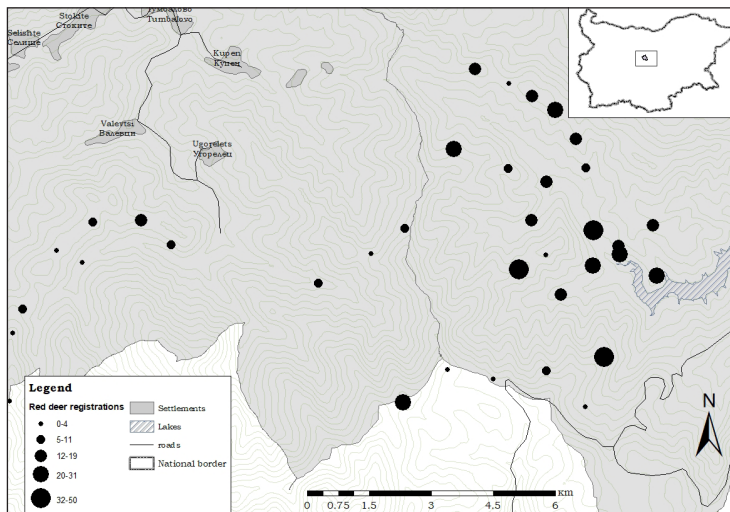 Stokite
Стоките
Tumbalovo
Selishte
Селище
Kupen
Купен
Valevtsi
Валевци
Ugorelets
Угорелец
Legend
Red deer registrations
0-4
5-11
12-19
20-31
32-50
Settlements
Lakes
roads
National border
N
km
0 0.75 1.5 3 4.5 6